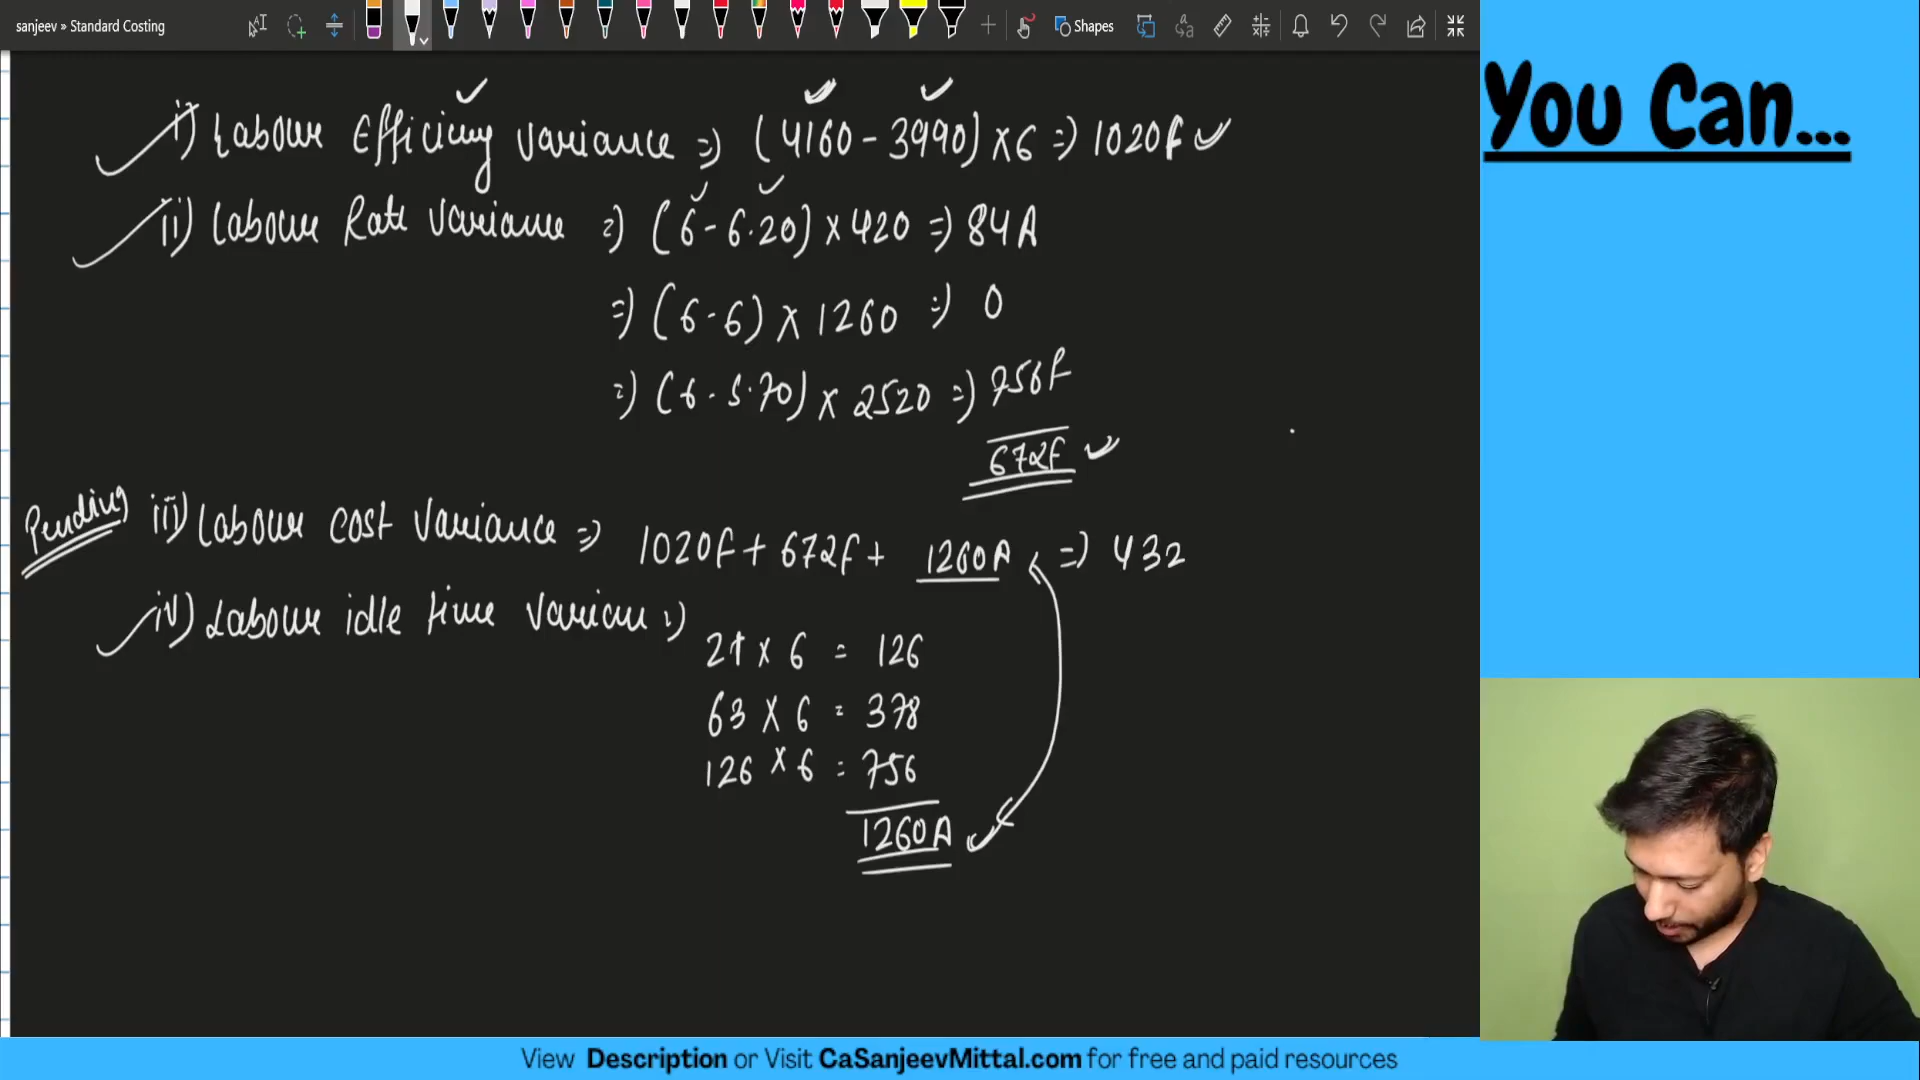 sanjeev » Standard Costing
Shapes
You Can...
i) Labour Efficiency Variance => (4160 - 3990) x 6 => 1020F
ii) Labour Rate Variance => (6 - 6.20) x 420 => 84A
=> (6 - 6) x 1260 => 0
=> (6 - 5.70) x 2520 => 756F
672F
Pending iii) Labour cost Variance => 1020F + 672F + 1260A => 432
iv) Labour idle time Varian =>
21 x 6 = 126
63 x 6 = 378
126 x 6 = 756
1260A
View Description or Visit CaSanjeevMittal.com for free and paid resources